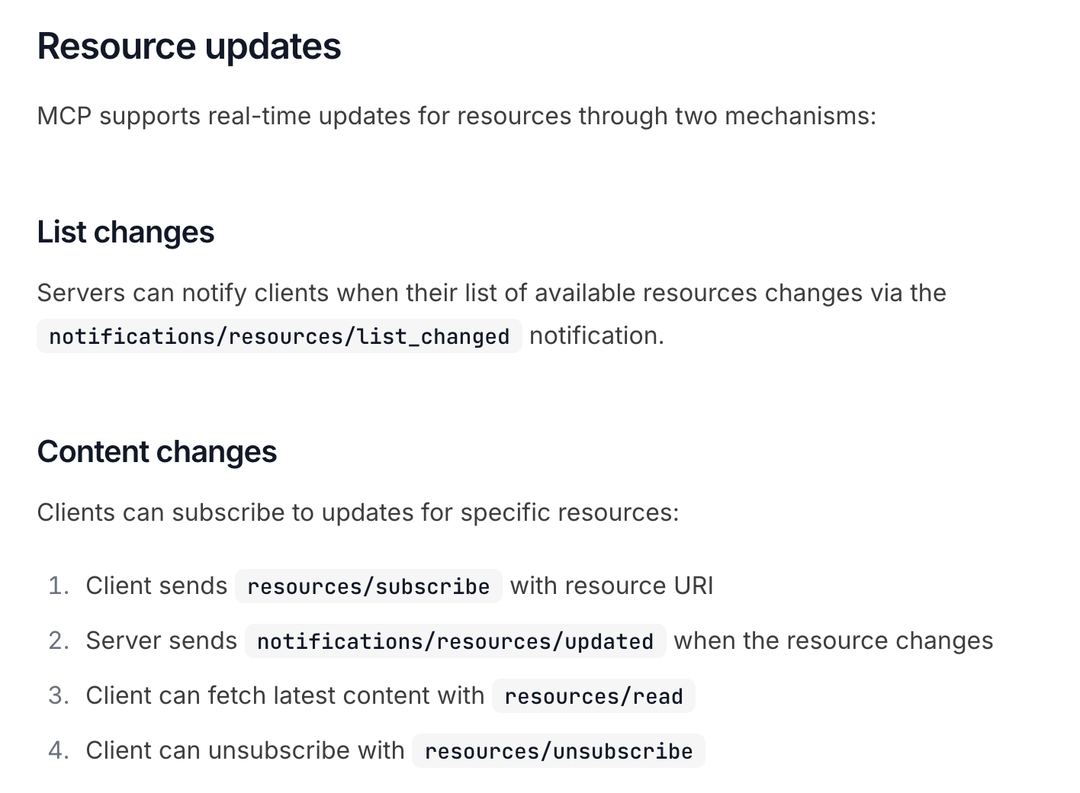 Resource updates
MCP supports real-time updates for resources through two mechanisms:
List changes
Servers can notify clients when their list of available resources changes via the
notifications/resources/list_changed notification.
Content changes
Clients can subscribe to updates for specific resources:
1. Client sends resources/subscribe with resource URI
2. Server sends notifications/resources/updated when the resource changes
3. Client can fetch latest content with resources/read
4. Client can unsubscribe with resources/unsubscribe